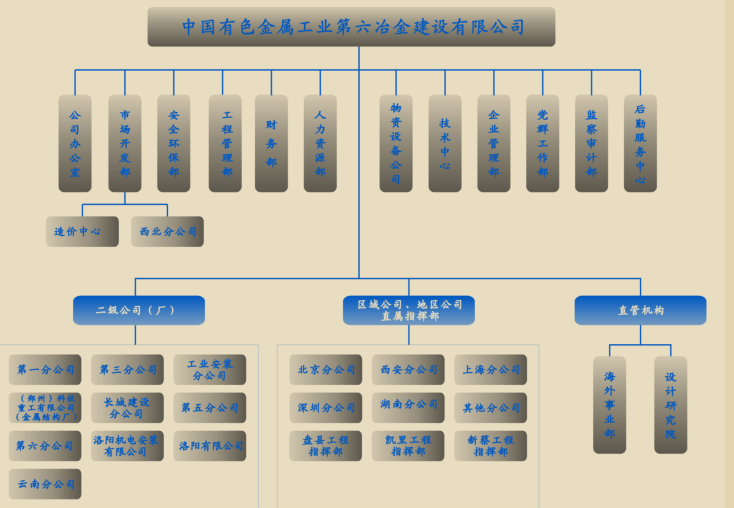 中国有色金属工业第六冶金建设有限公司
公司办公室
市场开发部
安全环保部
工程管理部
财务部
人力资源部
物资设备公司
技术中心
企业管理部
党群工作部
监察审计部
后勤服务中心
造价中心
西北分公司
二级公司（厂）
区域公司、地区公司
直属指挥部
直管机构
第一分公司
第三分公司
工业安装
分公司
（郑州）科技
重工有限公司
（金属结构厂）
长城建设
分公司
第五分公司
第六分公司
洛阳机电安装
有限公司
洛阳有限公司
云南分公司
北京分公司
西安分公司
上海分公司
深圳分公司
湖南分公司
其他分公司
盘县工程
指挥部
凯里工程
指挥部
新蔡工程
指挥部
海外事业部
设计研究院